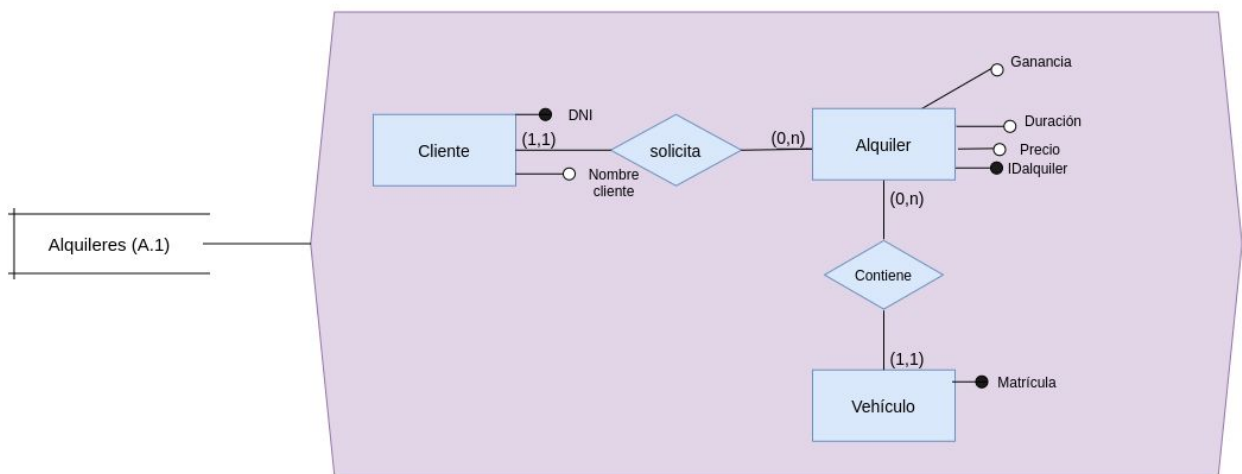 Ganancia
DNI
Duración
(1,1)
(0,n)
Cliente
solicita
Alquiler
Precio
IDalquiler
Nombre
cliente
(0,n)
Alquileres (A.1)
Contiene
(1,1)
Matrícula
Vehículo